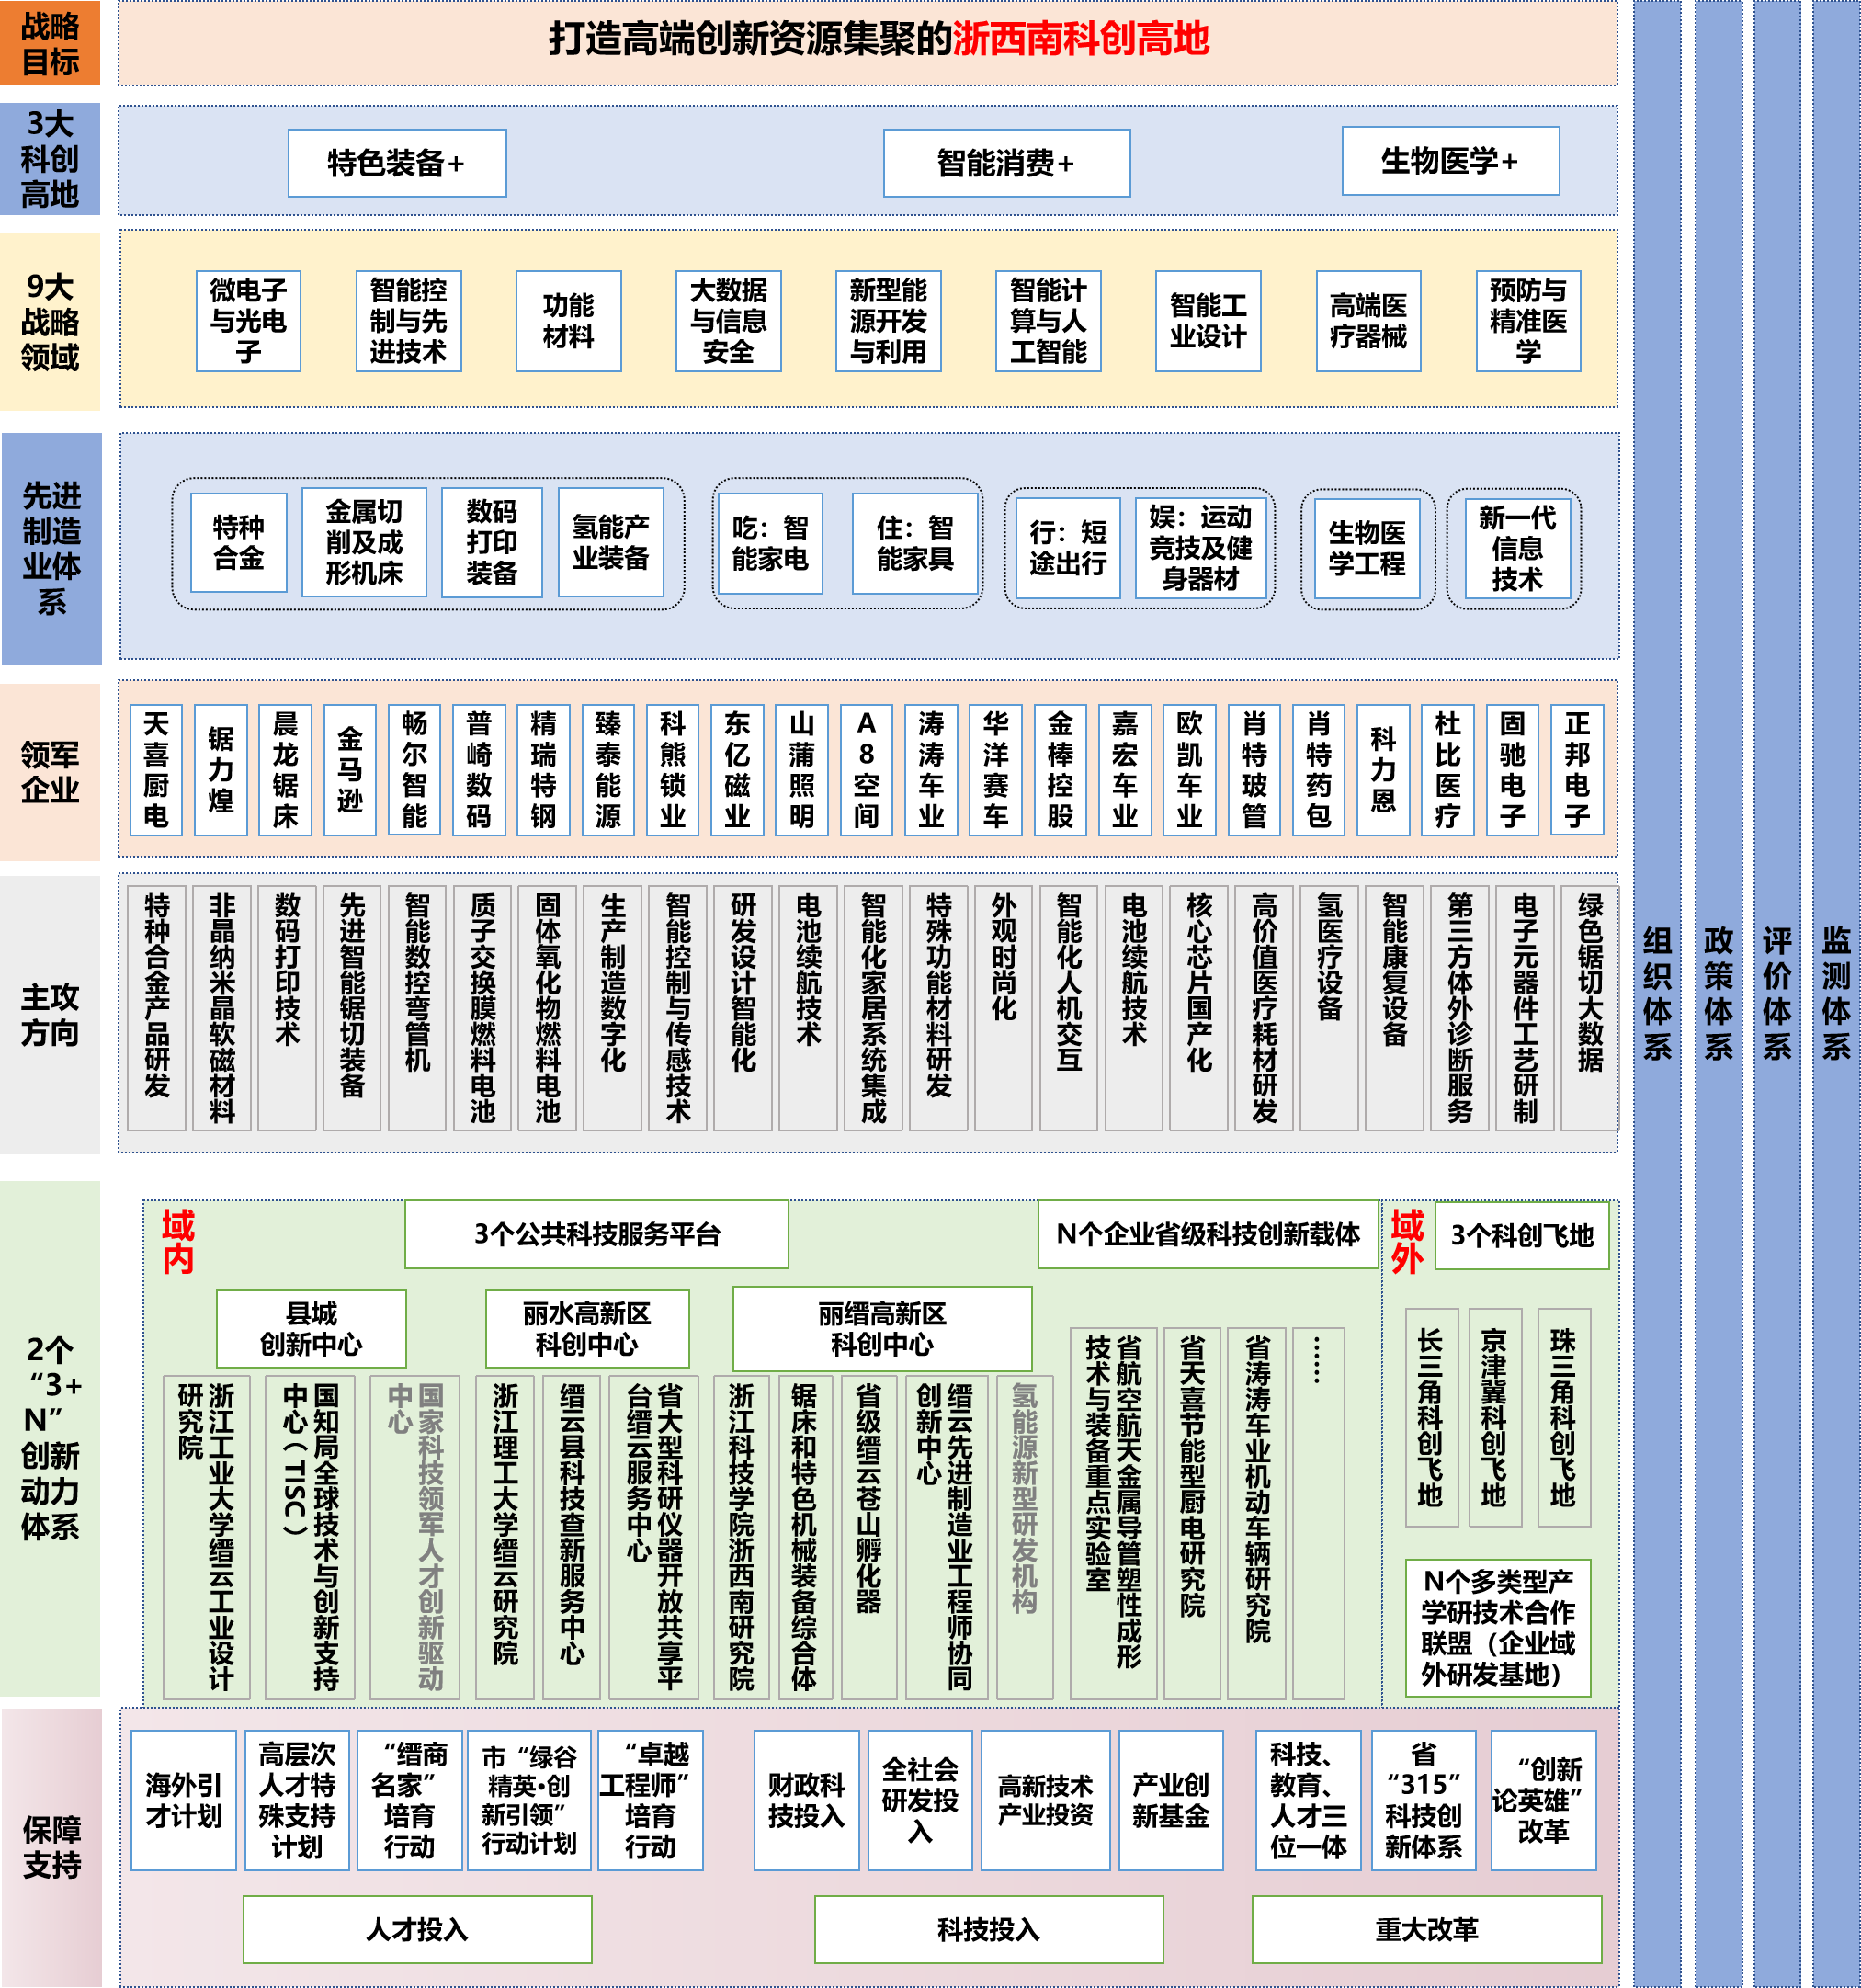 战略
目标
打造高端创新资源集聚的浙西南科创高地
3大
科创
高地
特色装备+
智能消费+
生物医学+
9大
战略
领域
微电子
与光电
子
智能控
制与先
进技术
功能
材料
大数据
与信息
安全
新型能
源开发
与利用
智能计
算与人
工智能
智能工
业设计
高端医
疗器械
预防与
精准医
学
先进
制造
业体
系
特种
合金
金属切
削及成
形机床
数码
打印
装备
氢能产
业装备
吃：智
能家电
住：智
能家具
行：短
途出行
娱：运动
竞技及健
身器材
生物医
学工程
新一代
信息
技术
领军
企业
天喜厨电
锯力煌
晨龙锯床
金马逊
畅尔智能
普崎数码
精瑞特钢
臻泰能源
科熊锁业
东亿磁业
山蒲照明
A8空间
涛涛车业
华洋赛车
金棒控股
嘉宏车业
欧凯车业
肖特玻管
肖特药包
科力恩
杜比医疗
固驰电子
正邦电子
主攻
方向
特种合金产品研发
非晶纳米晶软磁材料
数码打印技术
先进智能锯切装备
智能数控弯管机
质子交换膜燃料电池
固体氧化物燃料电池
生产制造数字化
智能控制与传感技术
研发设计智能化
电池续航技术
智能化家居系统集成
特殊功能材料研发
外观时尚化
智能化人机交互
电池续航技术
核心芯片国产化
高价值医疗耗材研发
氢医疗设备
智能康复设备
第三方体外诊断服务
电子元器件工艺研制
绿色锯切大数据
2个
“3+
N”
创新
动力
体系
域内
3个公共科技服务平台
N个企业省级科技创新载体
县城
创新中心
丽水高新区
科创中心
丽缙高新区
科创中心
浙江工业大学缙云工业设计
研究院
国知局全球技术与创新支持
中心（TISC）
国家科技领军人才创新驱动
中心
浙江理工大学缙云研究院
缙云县科技查新服务中心
省大型科研仪器开放共享平
台缙云服务中心
浙江科技学院浙西南研究院
锯床和特色机械装备综合体
省级缙云苍山孵化器
缙云先进制造业工程师协同
创新中心
氢能源新型研发机构
省航空航天金属导管塑性成形
技术与装备重点实验室
省天喜节能型厨电研究院
省涛涛车业机动车辆研究院
……
域外
3个科创飞地
长三角科创飞地
京津冀科创飞地
珠三角科创飞地
N个多类型产
学研技术合作
联盟（企业域
外研发基地）
保障
支持
海外引
才计划
高层次
人才特
殊支持
计划
“缙商
名家”
培育
行动
市“绿谷
精英·创
新引领”
行动计划
“卓越
工程师”
培育
行动
财政科
技投入
全社会
研发投
入
高新技术
产业投资
产业创
新基金
科技、
教育、
人才三
位一体
省
“315”
科技创
新体系
“创新
论英雄”
改革
人才投入
科技投入
重大改革
组织体系
政策体系
评价体系
监测体系